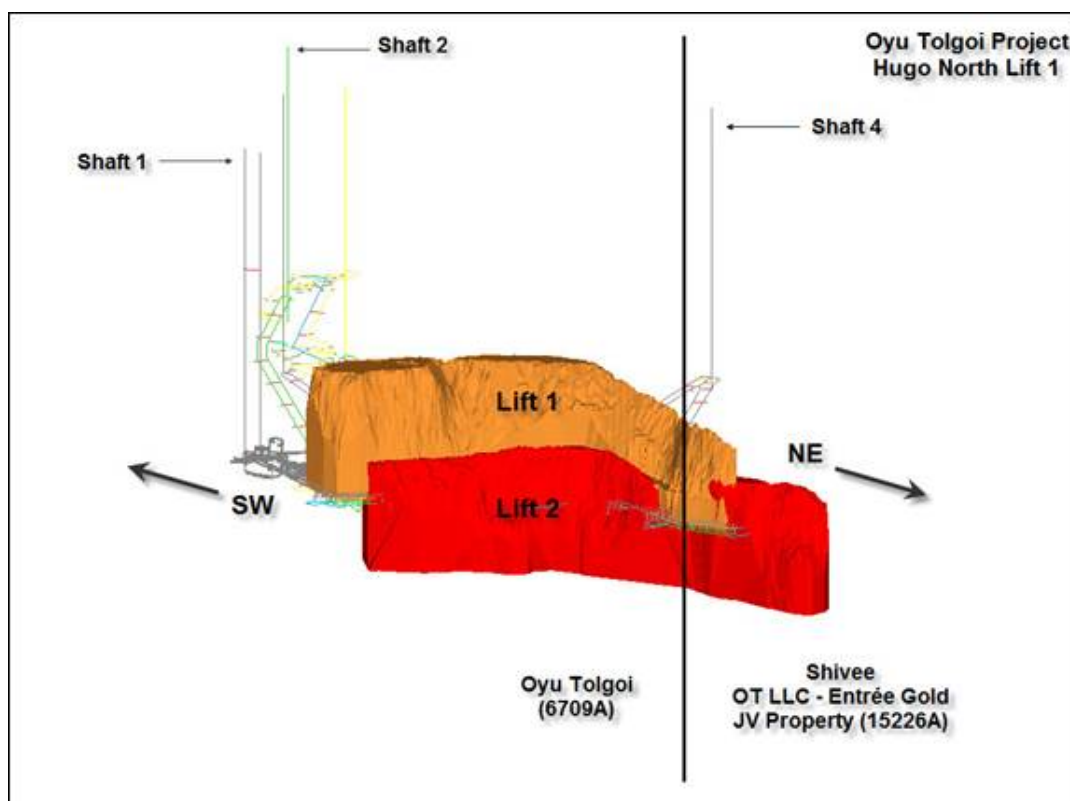 Shaft 2
Oyu Tolgoi Project
Hugo North Lift 1
Shaft 4
Shaft 1
Lift 1
NE
SW
Lift 2
Oyu Tolgoi
(6709A)
Shivee
OT LLC - Entrée Gold
JV Property (15226A)